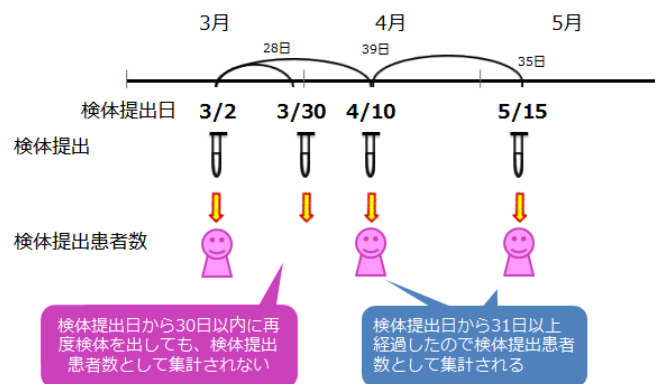 3月 4月 5月
28日 39日 35日
検体提出日 3/2 3/30 4/10 5/15
検体提出
検体提出患者数
検体提出日から30日以内に再
度検体を出しても、検体提出
患者数として集計されない
検体提出日から31日以上
経過したので検体提出患者
数として集計される